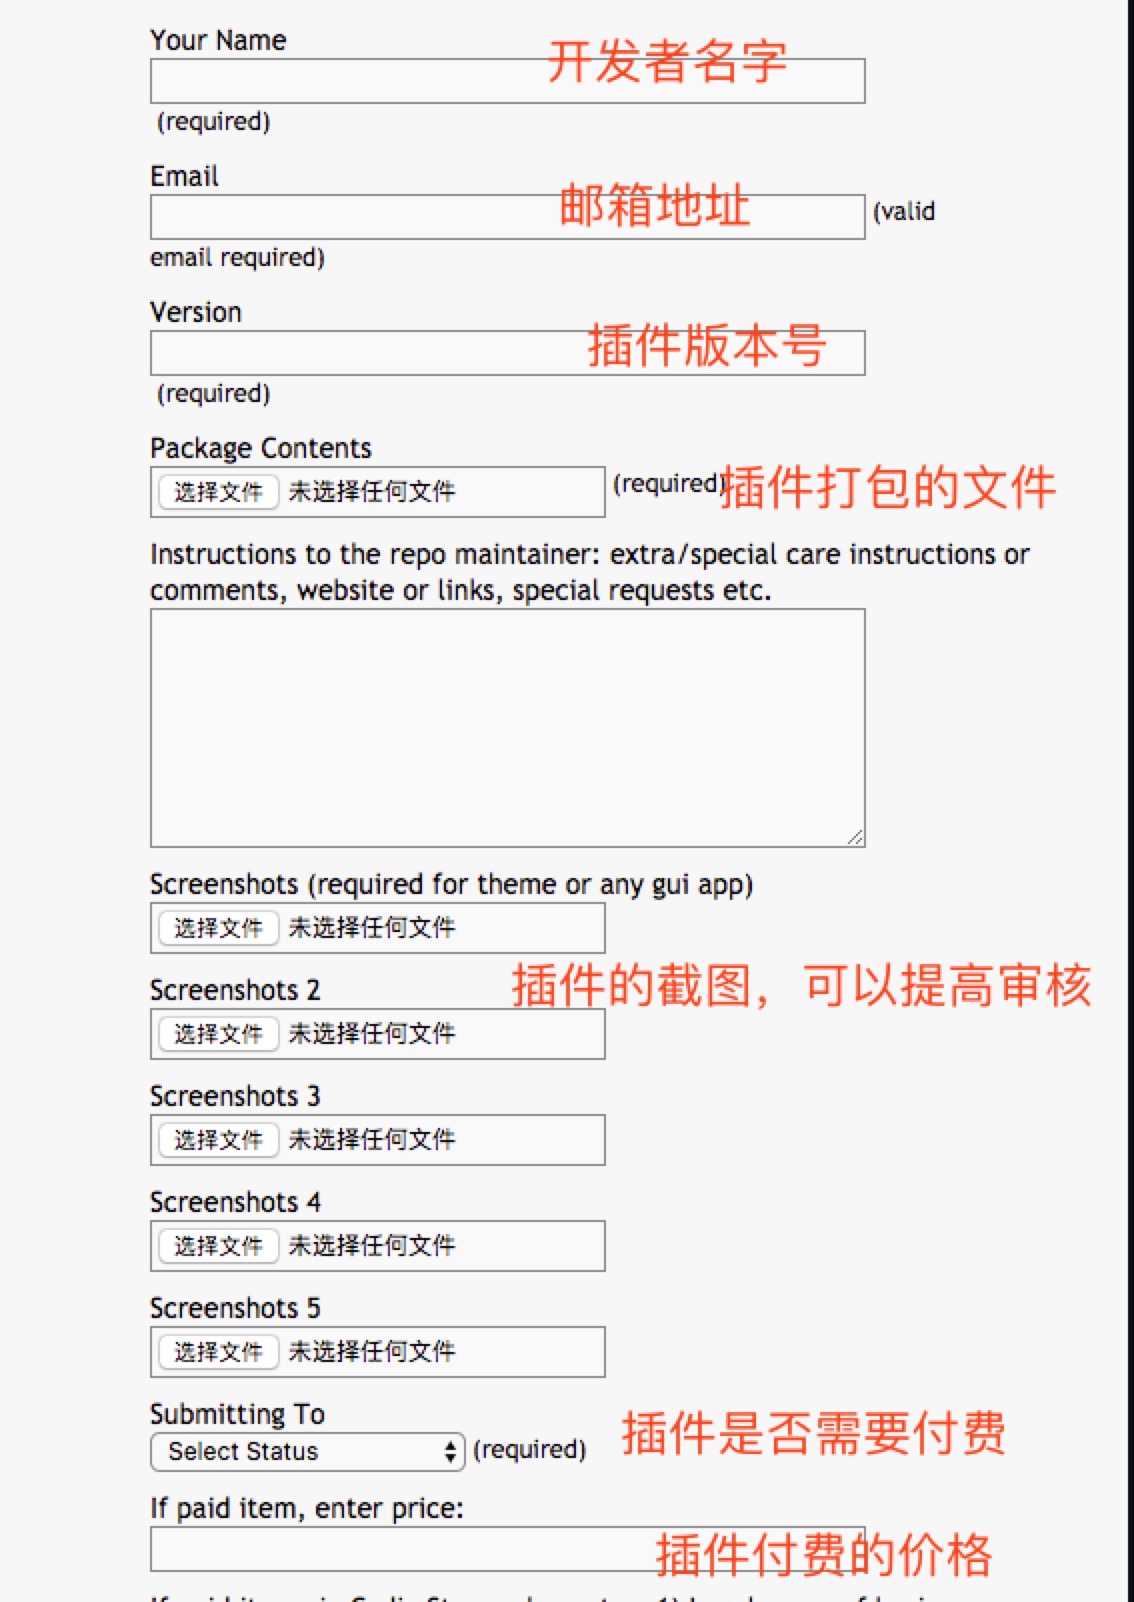 Your Name
开发者名字
(required)
Email
邮箱地址
(valid
email required)
Version
插件版本号
(required)
Package Contents
选择文件 未选择任何文件 (required) 插件打包的文件
Instructions to the repo maintainer: extra/special care instructions or
comments, website or links, special requests etc.
Screenshots (required for theme or any gui app)
选择文件 未选择任何文件
Screenshots 2
插件的截图，可以提高审核
选择文件 未选择任何文件
Screenshots 3
选择文件 未选择任何文件
Screenshots 4
选择文件 未选择任何文件
Screenshots 5
选择文件 未选择任何文件
Submitting To
Select Status (required) 插件是否需要付费
If paid item, enter price:
插件付费的价格